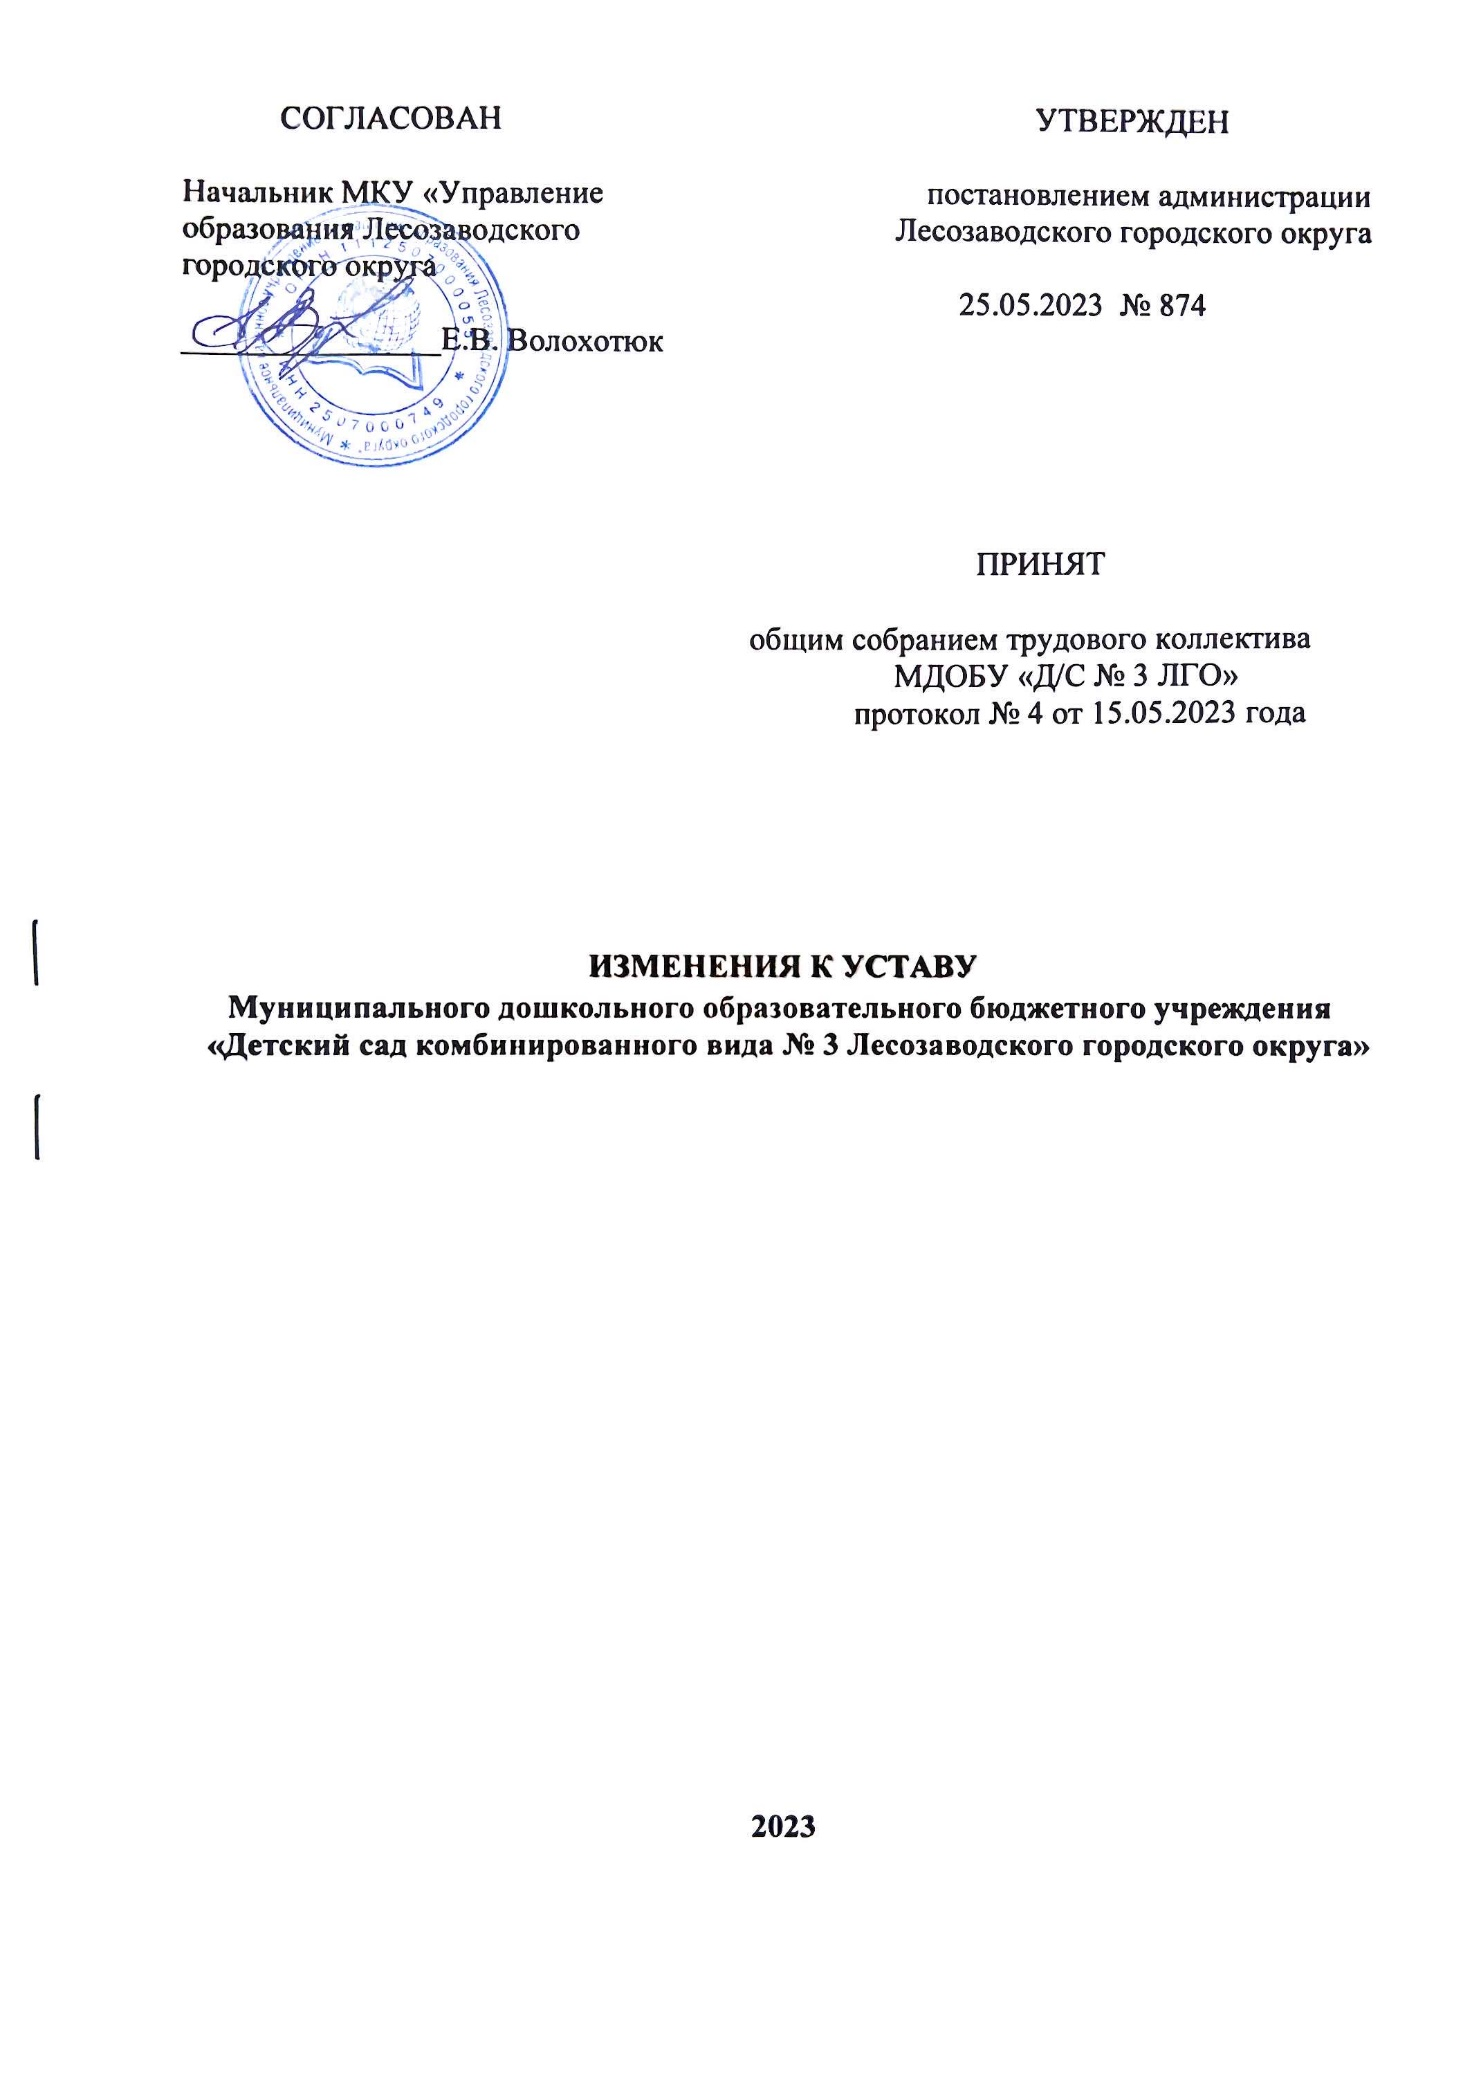 СОГЛАСОВАН
Начальник МКУ «Управление
образования Лесозаводского
городского округа
Е.В. Волохотюк
УТВЕРЖДЕН
постановлением администрации
Лесозаводского городского округа
25.05.2023 № 874
ПРИНЯТ
общим собранием трудового коллектива
МДОБУ «Д/С № 3 ЛГО»
протокол № 4 от 15.05.2023 года
ИЗМЕНЕНИЯ К УСТАВУ
Муниципального дошкольного образовательного бюджетного учреждения
«Детский сад комбинированного вида № 3 Лесозаводского городского округа»
2023